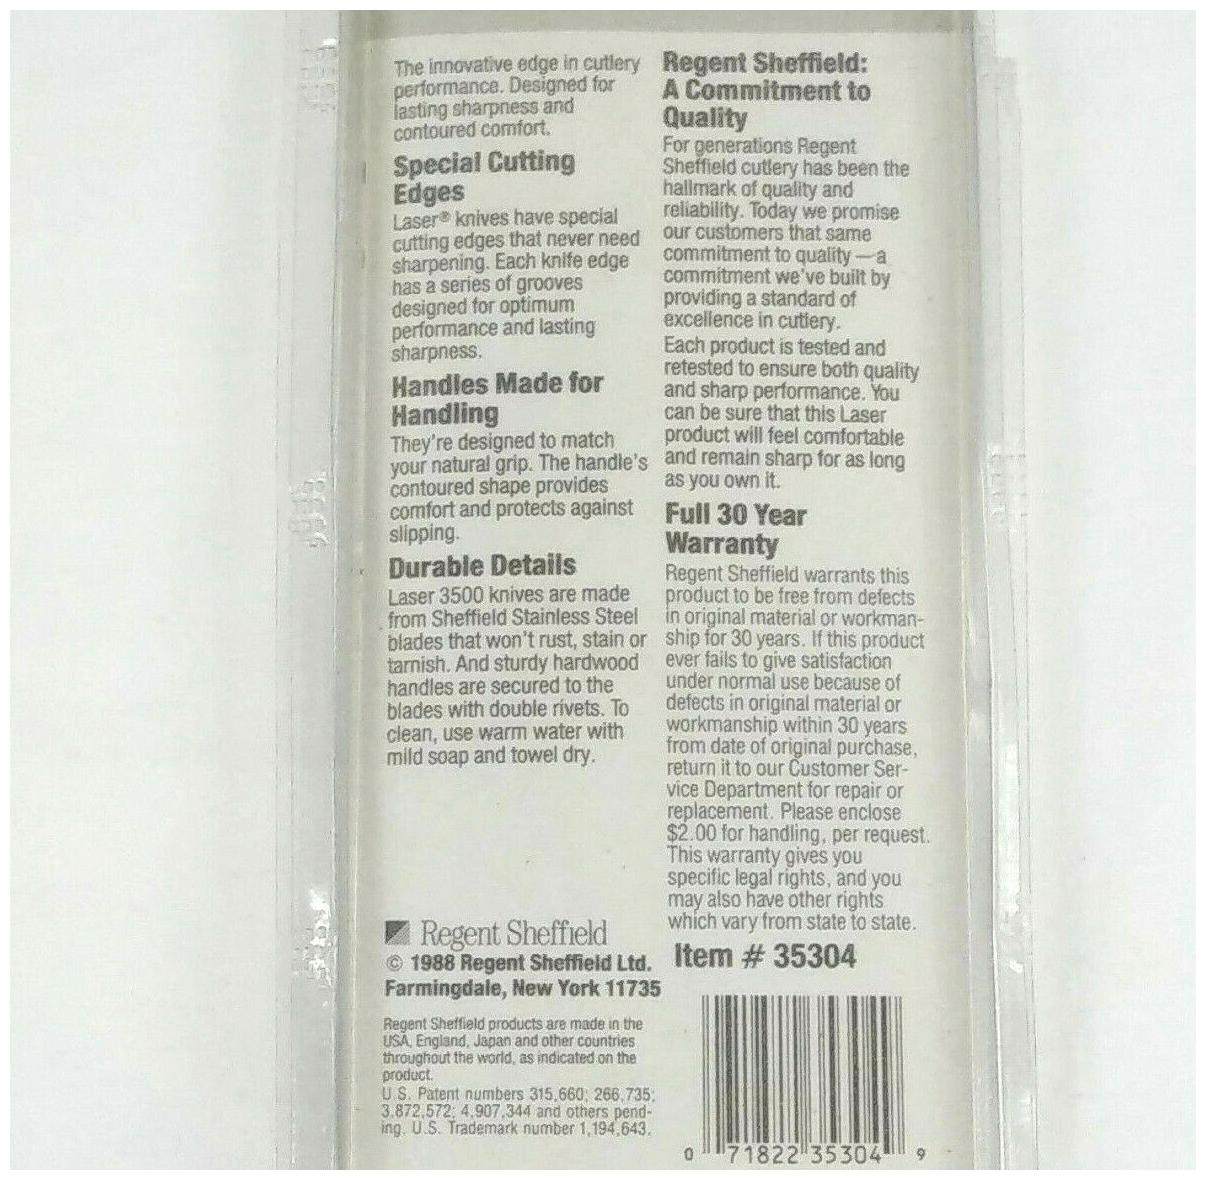 The innovative edge in cutlery
performance. Designed for
lasting sharpness and
contoured comfort.
Special Cutting
Edges
Laser® knives have special
cutting edges that never need
sharpening. Each knife edge
has a series of grooves
designed for optimum
performance and lasting
sharpness.
Handles Made for
Handling
They're designed to match
your natural grip. The handle's
contoured shape provides
comfort and protects against
slipping.
Durable Details
Laser 3500 knives are made
from Sheffield Stainless Steel
blades that won't rust, stain or
tarnish. And sturdy hardwood
handles are secured to the
blades with double rivets. To
clean, use warm water with
mild soap and towel dry.
Regent Sheffield
© 1988 Regent Sheffield Ltd.
Farmingdale, New York 11735
Regent Sheffield products are made in the
USA, England, Japan and other countries
throughout the world, as indicated on the
product.
U.S. Patent numbers 315,660; 266,735;
3,872,572; 4,907,344 and others pend-
ing. U.S. Trademark number 1,194,643.
Regent Sheffield:
A Commitment to
Quality
For generations Regent
Sheffield cutlery has been the
hallmark of quality and
reliability. Today we promise
our customers that same
commitment to quality — a
commitment we've built by
providing a standard of
excellence in cutlery.
Each product is tested and
retested to ensure both quality
and sharp performance. You
can be sure that this Laser
product will feel comfortable
and remain sharp for as long
as you own it.
Full 30 Year
Warranty
Regent Sheffield warrants this
product to be free from defects
in original material or workman-
ship for 30 years. If this product
ever fails to give satisfaction
under normal use because of
defects in original material or
workmanship within 30 years
from date of original purchase,
return it to our Customer Ser-
vice Department for repair or
replacement. Please enclose
$2.00 for handling, per request.
This warranty gives you
specific legal rights, and you
may also have other rights
which vary from state to state.
Item # 35304
0 71822 35304 9